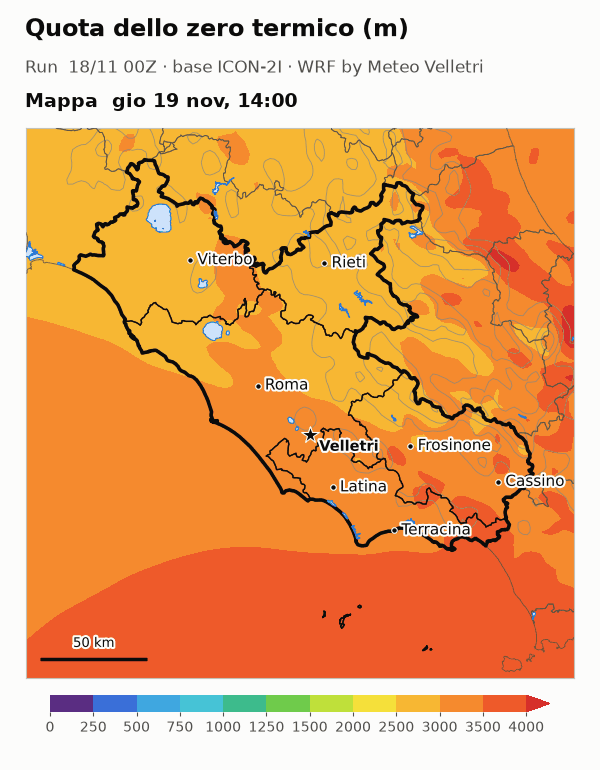 Quota dello zero termico (m)
Run  18/11 00Z · base ICON-2I · WRF by Meteo Velletri
Mappa  gio 19 nov, 14:00
Viterbo
Rieti
Roma
Velletri
Frosinone
Cassino
Latina
Terracina
50 km
0 250 500 750 1000 1250 1500 2000 2500 3000 3500 4000